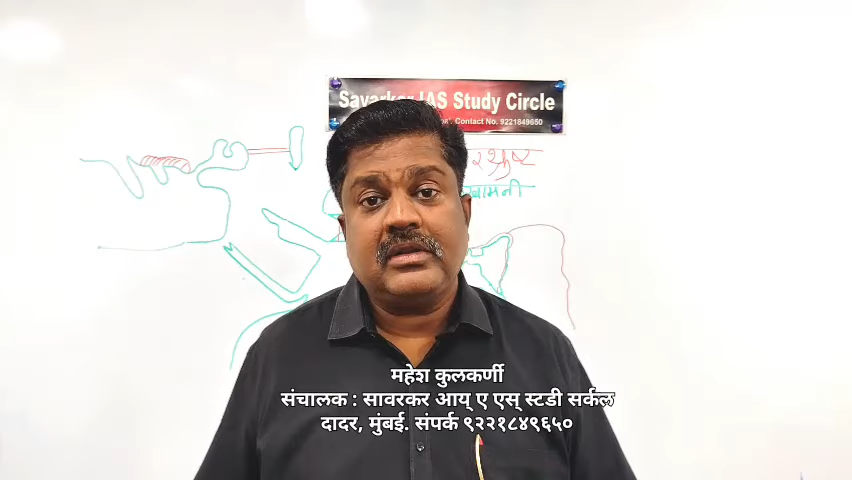 Savarkar IAS Study Circle
Contact No. 9221849650
महेश कुलकर्णी
संचालक : सावरकर आय् ए एस् स्टडी सर्कल
दादर, मुंबई. संपर्क ९२२१८४९६५०